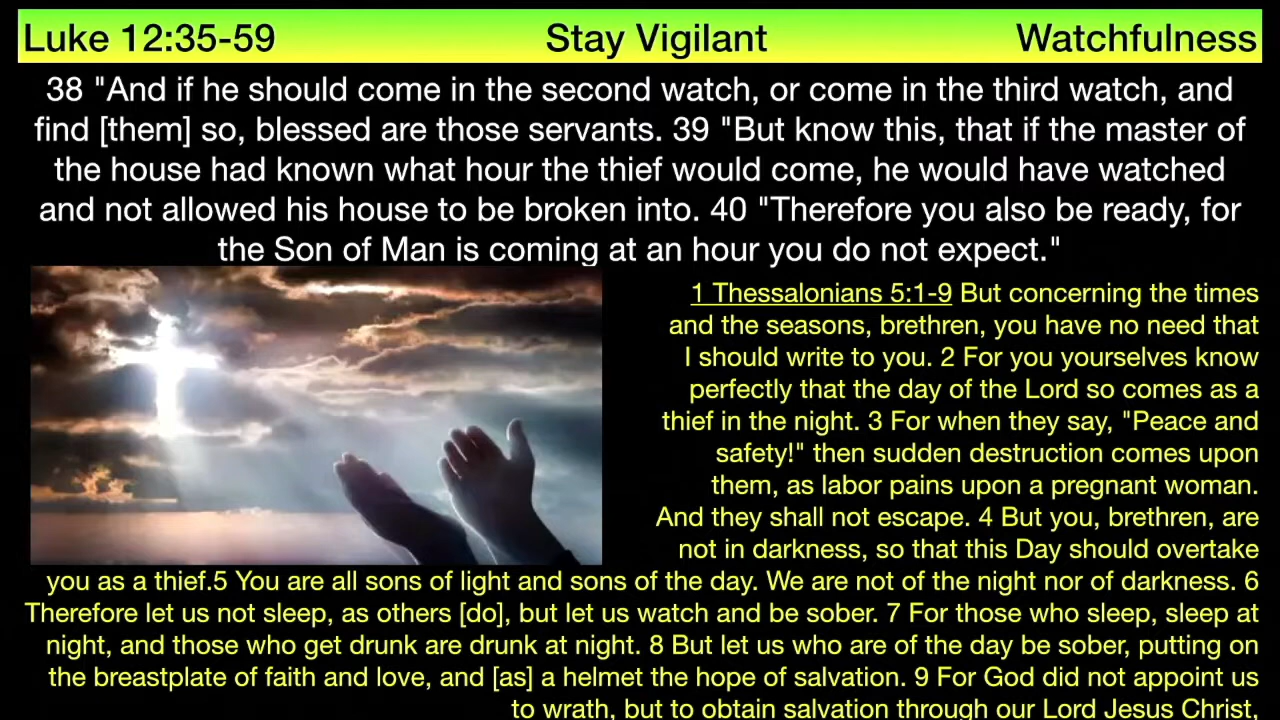 Luke 12:35-59 Stay Vigilant Watchfulness
38 "And if he should come in the second watch, or come in the third watch, and
find [them] so, blessed are those servants. 39 "But know this, that if the master of
the house had known what hour the thief would come, he would have watched
and not allowed his house to be broken into. 40 "Therefore you also be ready, for
the Son of Man is coming at an hour you do not expect."
1 Thessalonians 5:1-9 But concerning the times
and the seasons, brethren, you have no need that
I should write to you. 2 For you yourselves know
perfectly that the day of the Lord so comes as a
thief in the night. 3 For when they say, "Peace and
safety!" then sudden destruction comes upon
them, as labor pains upon a pregnant woman.
And they shall not escape. 4 But you, brethren, are
not in darkness, so that this Day should overtake
you as a thief.5 You are all sons of light and sons of the day. We are not of the night nor of darkness. 6
Therefore let us not sleep, as others [do], but let us watch and be sober. 7 For those who sleep, sleep at
night, and those who get drunk are drunk at night. 8 But let us who are of the day be sober, putting on
the breastplate of faith and love, and [as] a helmet the hope of salvation. 9 For God did not appoint us
to wrath, but to obtain salvation through our Lord Jesus Christ,